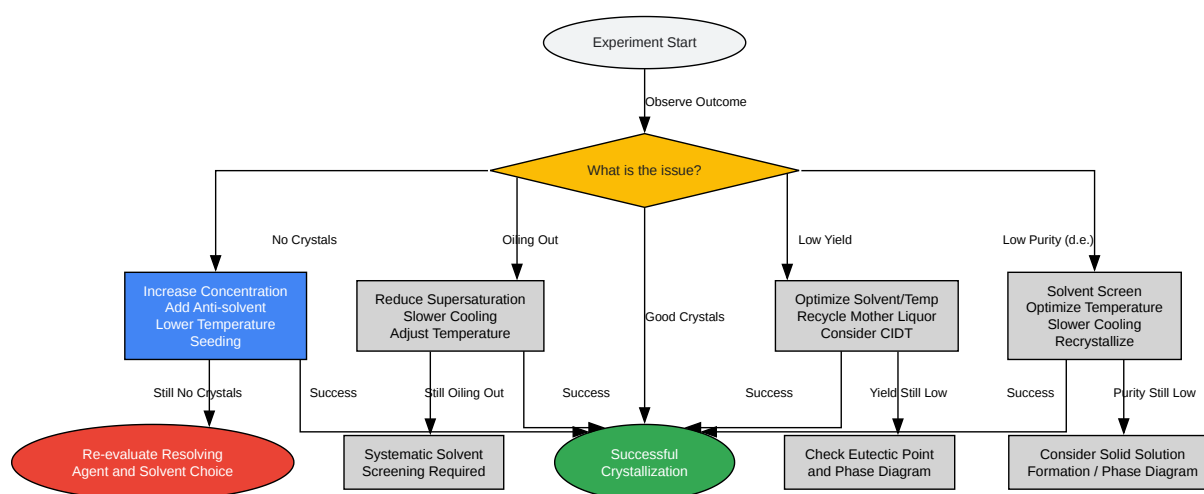 Experiment Start
Observe Outcome
What is the issue?
No Crystals
Oiling Out
Low Yield
Low Purity (d.e.)
Increase Concentration
Add Anti-solvent
Lower Temperature
Seeding
Reduce Supersaturation
Slower Cooling
Adjust Temperature
Good Crystals
Optimize Solvent/Temp
Recycle Mother Liquor
Consider CIDT
Solvent Screen
Optimize Temperature
Slower Cooling
Recrystallize
Still No Crystals
Success
Still Oiling Out
Success
Success
Yield Still Low
Success
Purity Still Low
Re-evaluate Resolving
Agent and Solvent Choice
Systematic Solvent
Screening Required
Successful
Crystallization
Check Eutectic Point
and Phase Diagram
Consider Solid Solution
Formation / Phase Diagram